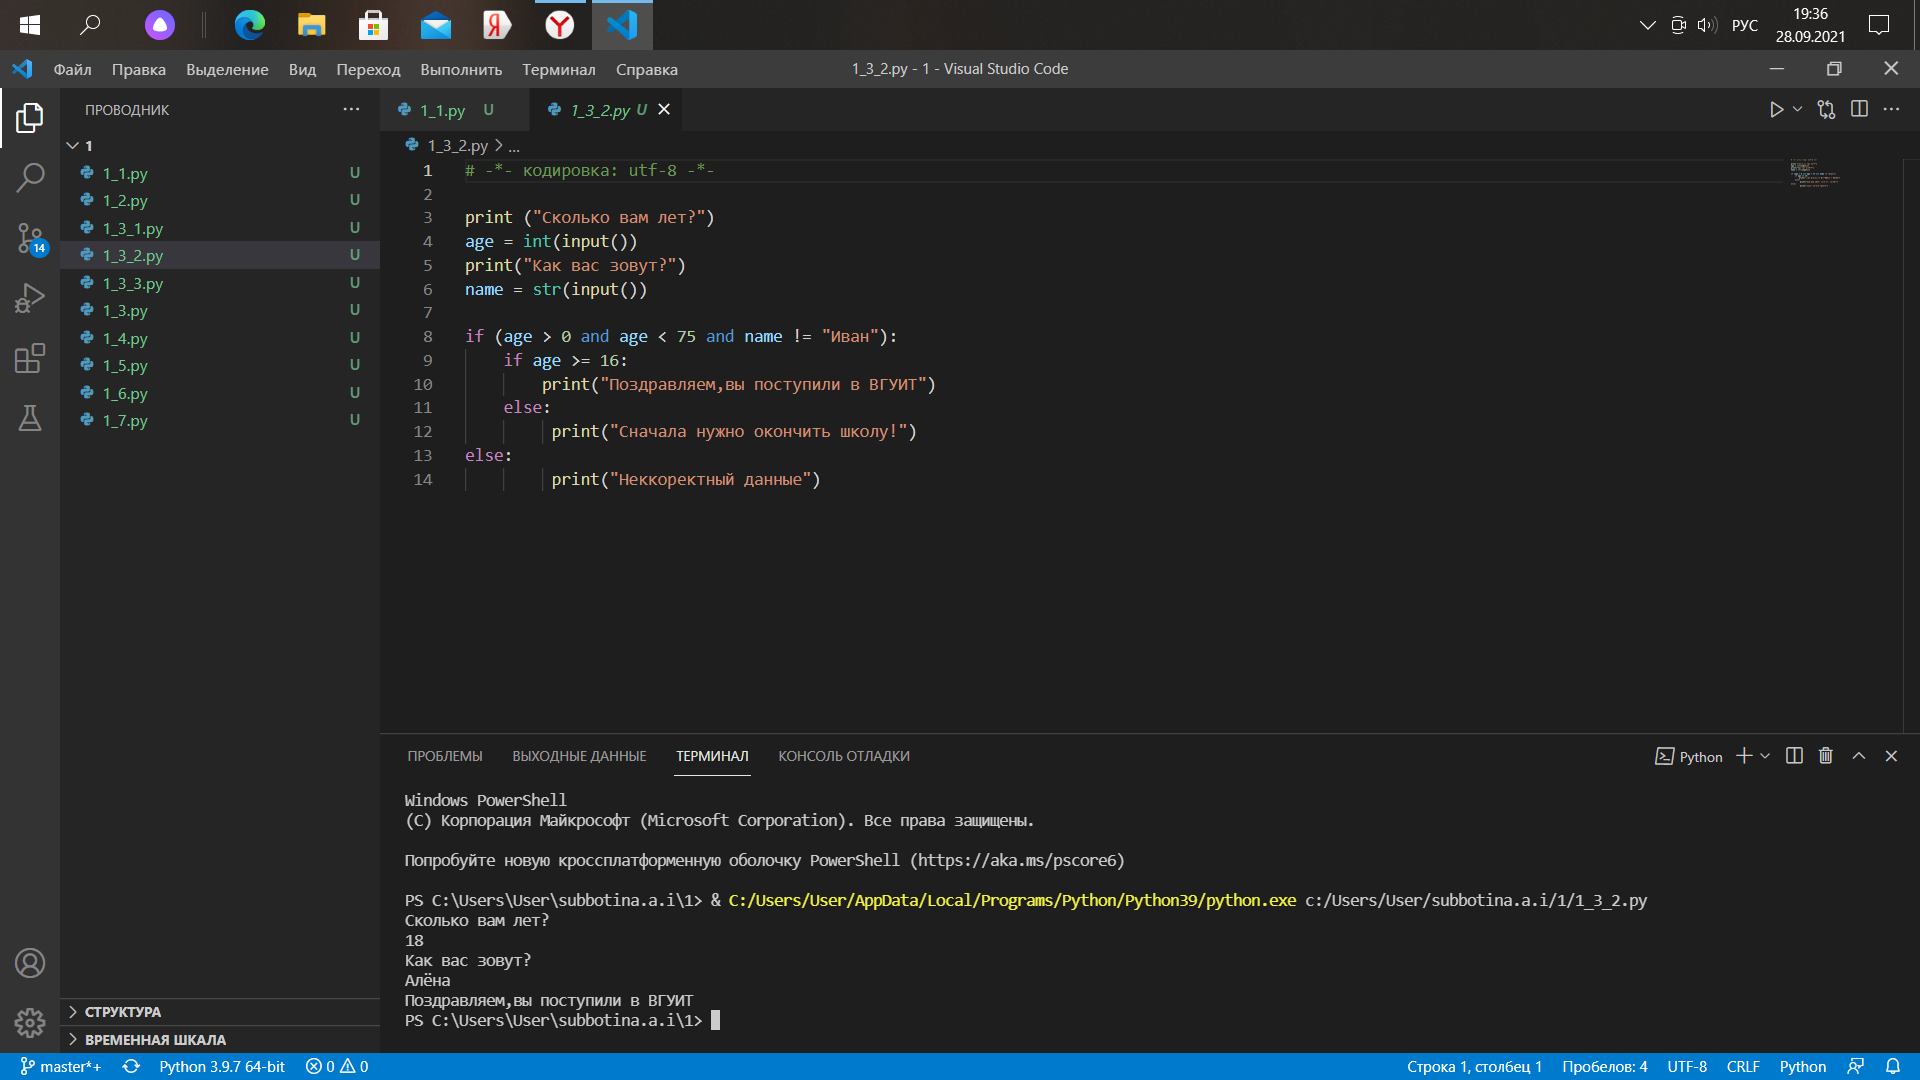 РУС
19:36
28.09.2021
Файл Правка Выделение Вид Переход Выполнить Терминал Справка
1_3_2.py - 1 - Visual Studio Code
ПРОВОДНИК
1_1.py U
1_3_2.py U
1_3_2.py > ...
1
1_1.py U
1_2.py U
1_3_1.py U
1_3_2.py U
1_3_3.py U
1_3.py U
1_4.py U
1_5.py U
1_6.py U
1_7.py U
14
1 # -*- кодировка: utf-8 -*-
2
3 print ("Сколько вам лет?")
4 age = int(input())
5 print("Как вас зовут?")
6 name = str(input())
7
8 if (age > 0 and age < 75 and name != "Иван"):
9 if age >= 16:
10 print("Поздравляем,вы поступили в ВГУИТ")
11 else:
12 print("Сначала нужно окончить школу!")
13 else:
14 print("Неккоректный данные")
ПРОБЛЕМЫ ВЫХОДНЫЕ ДАННЫЕ ТЕРМИНАЛ КОНСОЛЬ ОТЛАДКИ
Python
Windows PowerShell
(C) Корпорация Майкрософт (Microsoft Corporation). Все права защищены.
Попробуйте новую кроссплатформенную оболочку PowerShell (https://aka.ms/pscore6)
PS C:\Users\User\subbotina.a.i\1> & C:/Users/User/AppData/Local/Programs/Python/Python39/python.exe c:/Users/User/subbotina.a.i/1/1_3_2.py
Сколько вам лет?
18
Как вас зовут?
Алёна
Поздравляем,вы поступили в ВГУИТ
PS C:\Users\User\subbotina.a.i\1>
СТРУКТУРА
ВРЕМЕННАЯ ШКАЛА
master*+ Python 3.9.7 64-bit 0 0
Строка 1, столбец 1 Пробелов: 4 UTF-8 CRLF Python